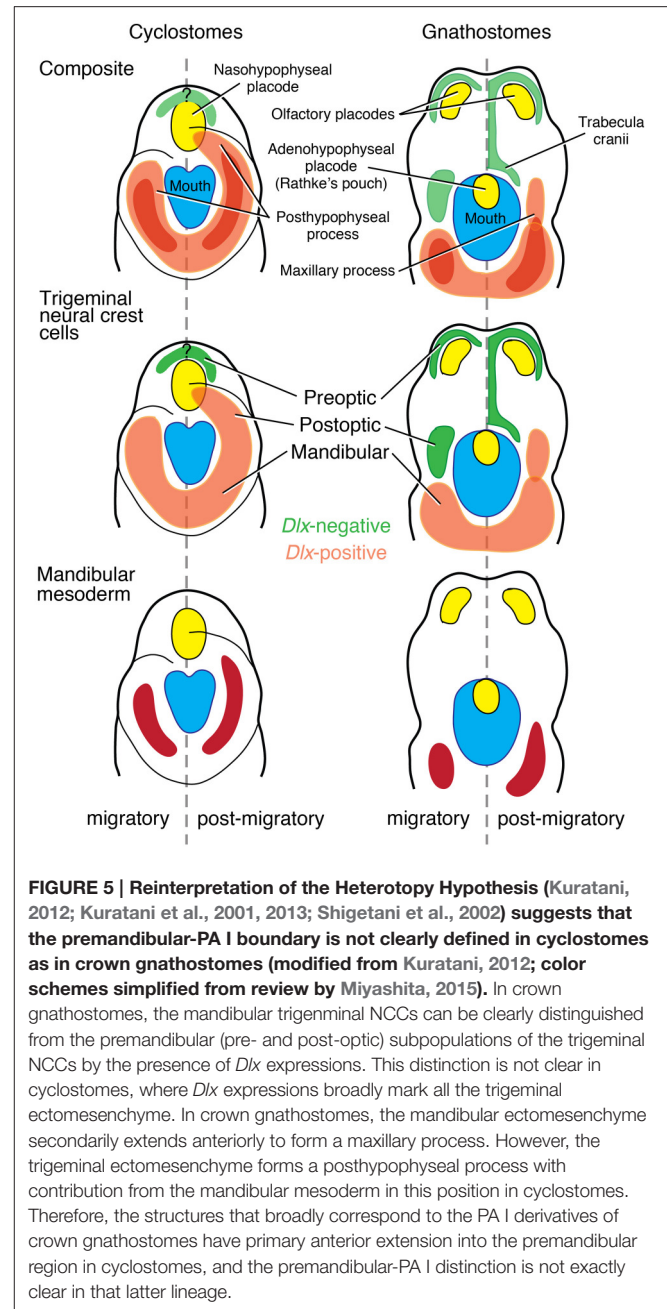 Cyclostomes
Gnathostomes
Composite
Nasohypophyseal
placode
?
Olfactory placodes
Trabecula
cranii
Adenohypophyseal
placode
(Rathke's pouch)
Mouth
Mouth
Posthypophyseal
process
Maxillary process
Trigeminal
neural crest
cells
?
Preoptic
Postoptic
Mandibular
Dlx-negative
Dlx-positive
Mandibular
mesoderm
migratory
post-migratory
migratory
post-migratory
FIGURE 5 | Reinterpretation of the Heterotopy Hypothesis (Kuratani,
2012; Kuratani et al., 2001, 2013; Shigetani et al., 2002) suggests that
the premandibular-PA I boundary is not clearly defined in cyclostomes
as in crown gnathostomes (modified from Kuratani, 2012; color
schemes simplified from review by Miyashita, 2015). In crown
gnathostomes, the mandibular trigenminal NCCs can be clearly distinguished
from the premandibular (pre- and post-optic) subpopulations of the trigeminal
NCCs by the presence of Dlx expressions. This distinction is not clear in
cyclostomes, where Dlx expressions broadly mark all the trigeminal
ectomesenchyme. In crown gnathostomes, the mandibular ectomesenchyme
secondarily extends anteriorly to form a maxillary process. However, the
trigeminal ectomesenchyme forms a posthypophyseal process with
contribution from the mandibular mesoderm in this position in cyclostomes.
Therefore, the structures that broadly correspond to the PA I derivatives of
crown gnathostomes have primary anterior extension into the premandibular
region in cyclostomes, and the premandibular-PA I distinction is not exactly
clear in that latter lineage.